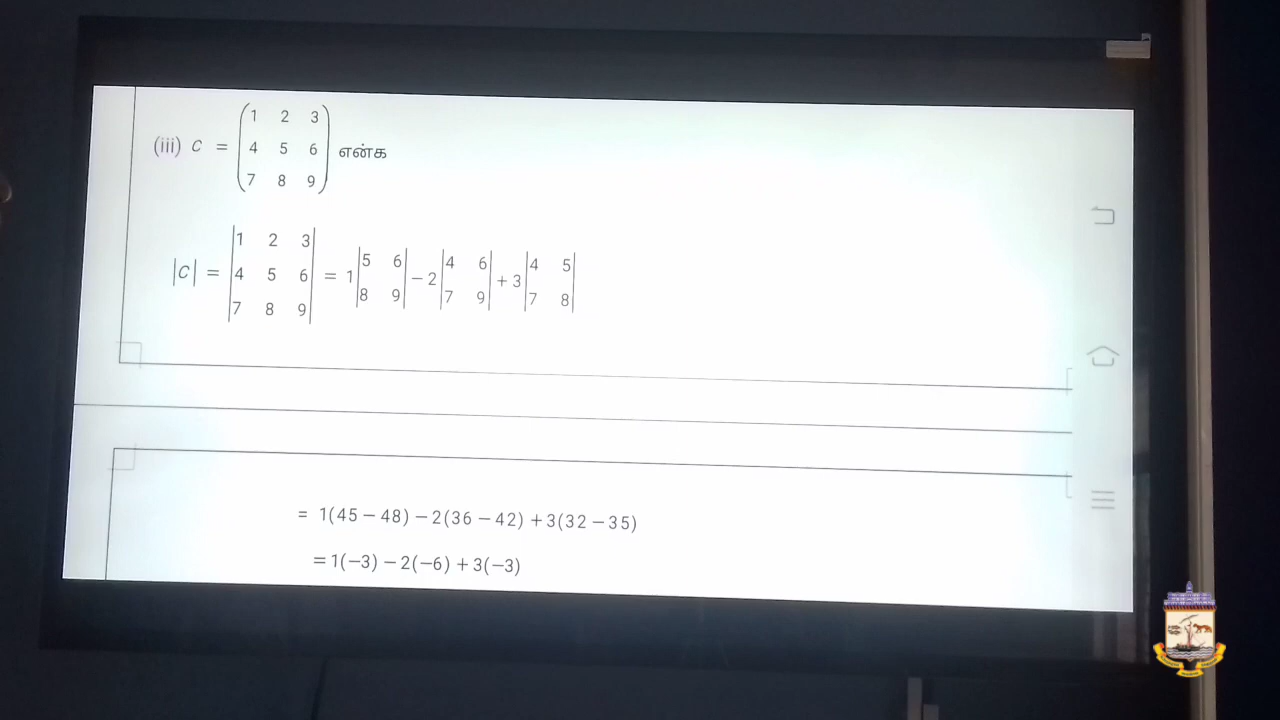 (iii) C = ( 1 2 3
4 5 6
7 8 9 ) என்க
|C| = | 1 2 3
4 5 6
7 8 9 | = 1 | 5 6
8 9 | – 2 | 4 6
7 9 | + 3 | 4 5
7 8 |
= 1(45 – 48) – 2(36 – 42) + 3(32 – 35)
= 1(–3) – 2(–6) + 3(–3)